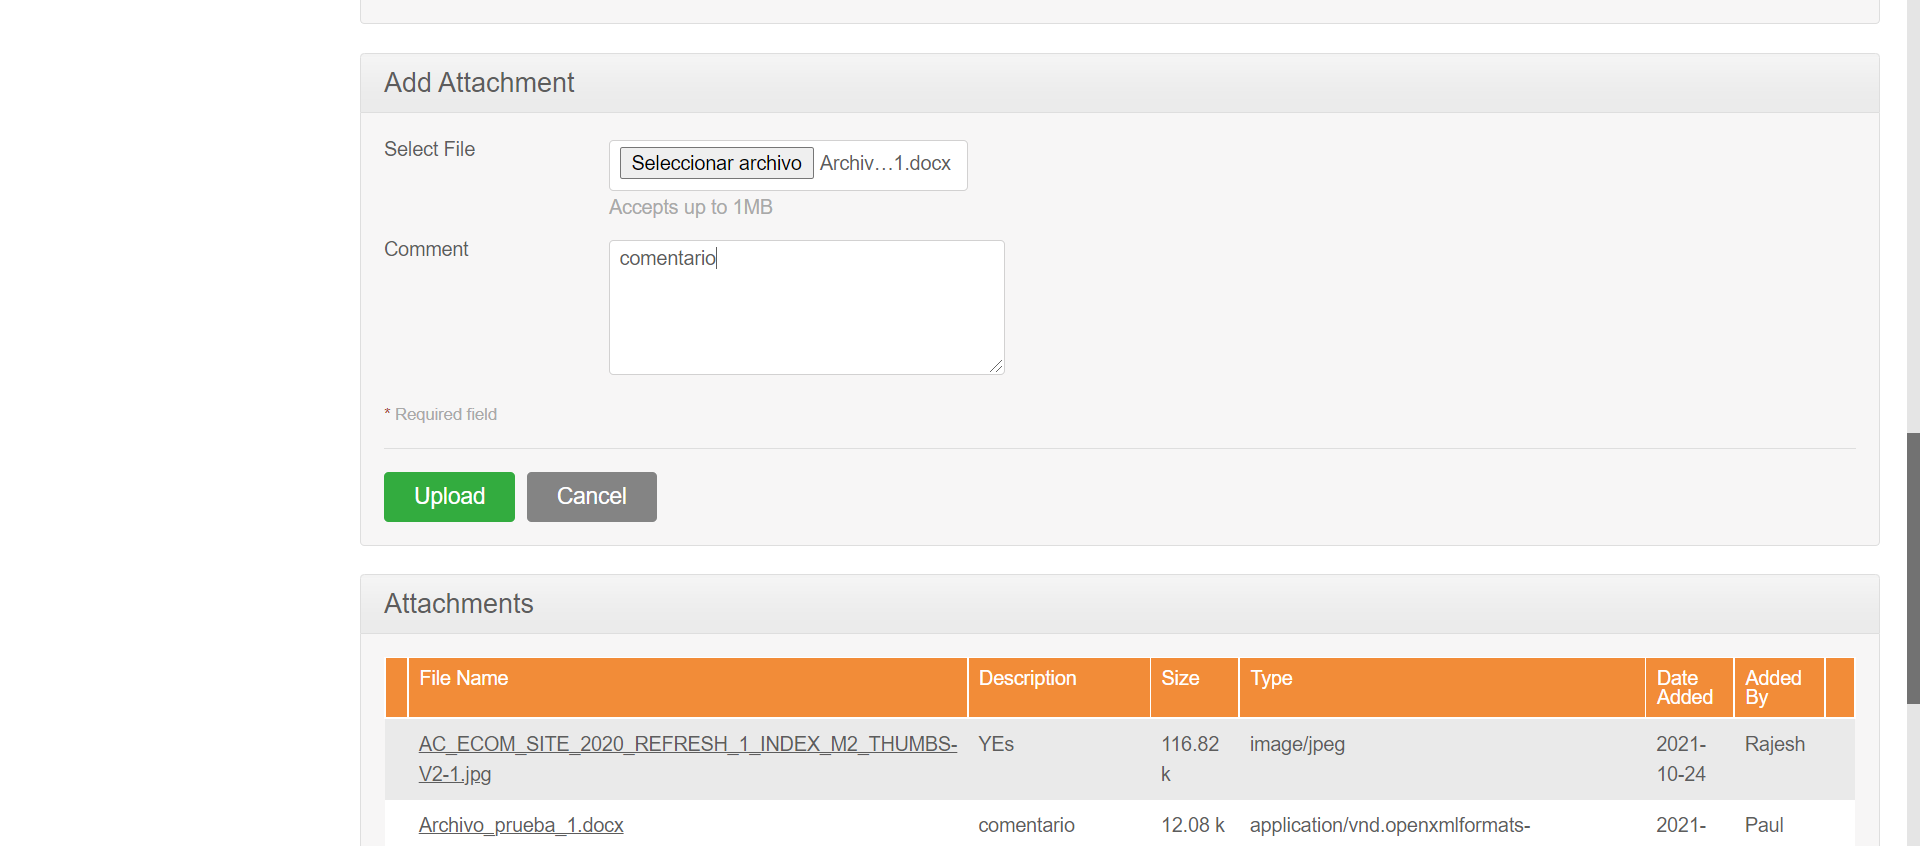 Add Attachment
Select File
Seleccionar archivo Archiv…1.docx
Accepts up to 1MB
Comment
comentario
* Required field
Upload Cancel
Attachments
File Name Description Size Type Date Added Added By
AC_ECOM_SITE_2020_REFRESH_1_INDEX_M2_THUMBS- YEs 116.82 image/jpeg 2021- Rajesh
V2-1.jpg k 10-24
Archivo_prueba_1.docx comentario 12.08 k application/vnd.openxmlformats- 2021- Paul